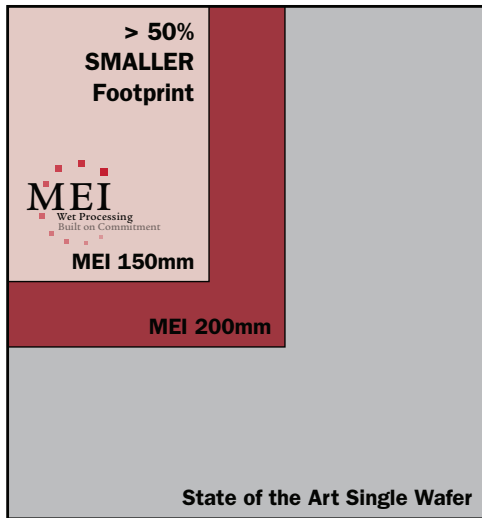 > 50%
SMALLER
Footprint
MEI
Wet Processing
Built on Commitment
MEI 150mm
MEI 200mm
State of the Art Single Wafer